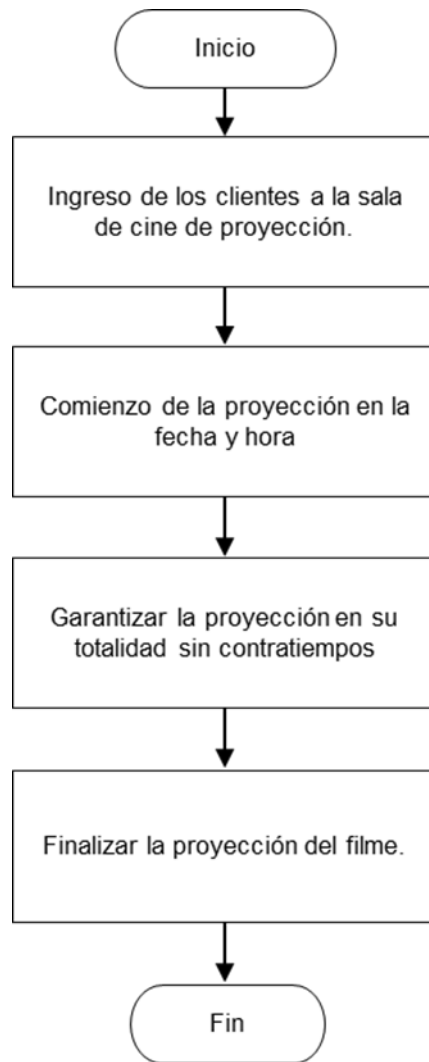 Inicio
Ingreso de los clientes a la sala
de cine de proyección.
Comienzo de la proyección en la
fecha y hora
Garantizar la proyección en su
totalidad sin contratiempos
Finalizar la proyección del filme.
Fin